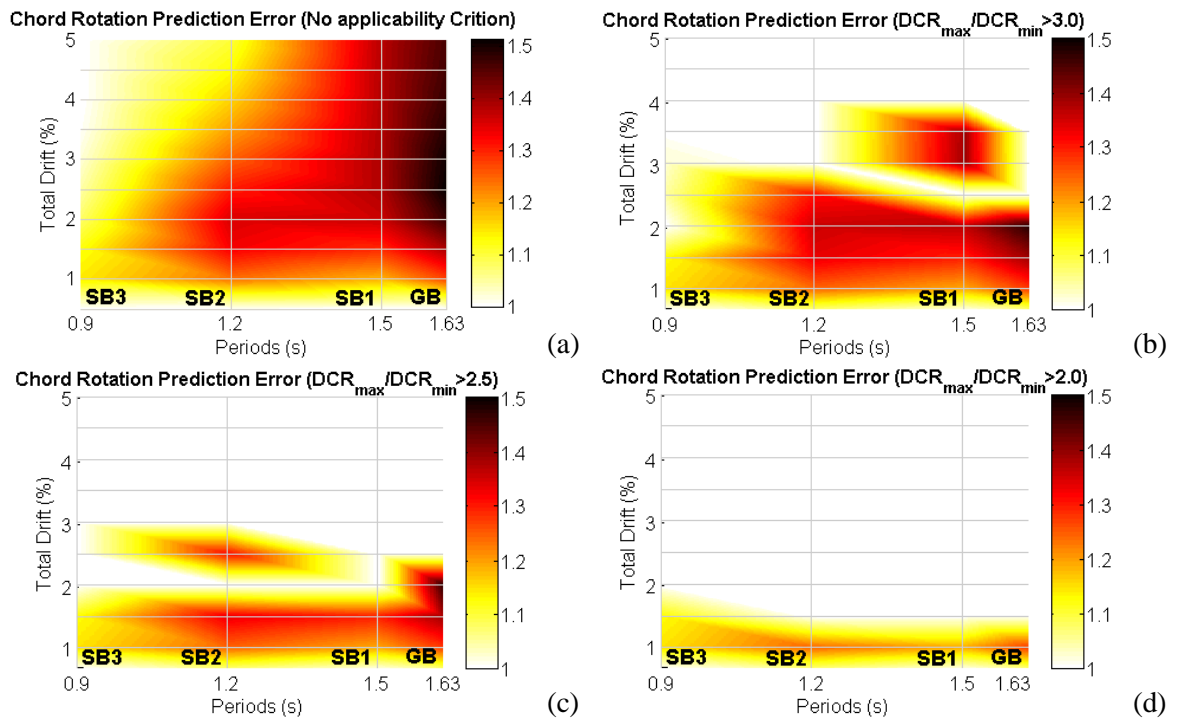 Chord Rotation Prediction Error (No applicability Crition)
5
4
3
2
1
Total Drift (%)
SB3 SB2 SB1 GB
0.9 1.2 1.5 1.63
Periods (s)
1.5
1.4
1.3
1.2
1.1
1
(a)
Chord Rotation Prediction Error (DCRmax/DCRmin>3.0)
5
4
3
2
1
Total Drift (%)
SB3 SB2 SB1 GB
0.9 1.2 1.5 1.63
Periods (s)
1.5
1.4
1.3
1.2
1.1
1
(b)
Chord Rotation Prediction Error (DCRmax/DCRmin>2.5)
5
4
3
2
1
Total Drift (%)
SB3 SB2 SB1 GB
0.9 1.2 1.5 1.63
Periods (s)
1.5
1.4
1.3
1.2
1.1
1
(c)
Chord Rotation Prediction Error (DCRmax/DCRmin>2.0)
5
4
3
2
1
Total Drift (%)
SB3 SB2 SB1 GB
0.9 1.2 1.5 1.63
Periods (s)
1.5
1.4
1.3
1.2
1.1
1
(d)